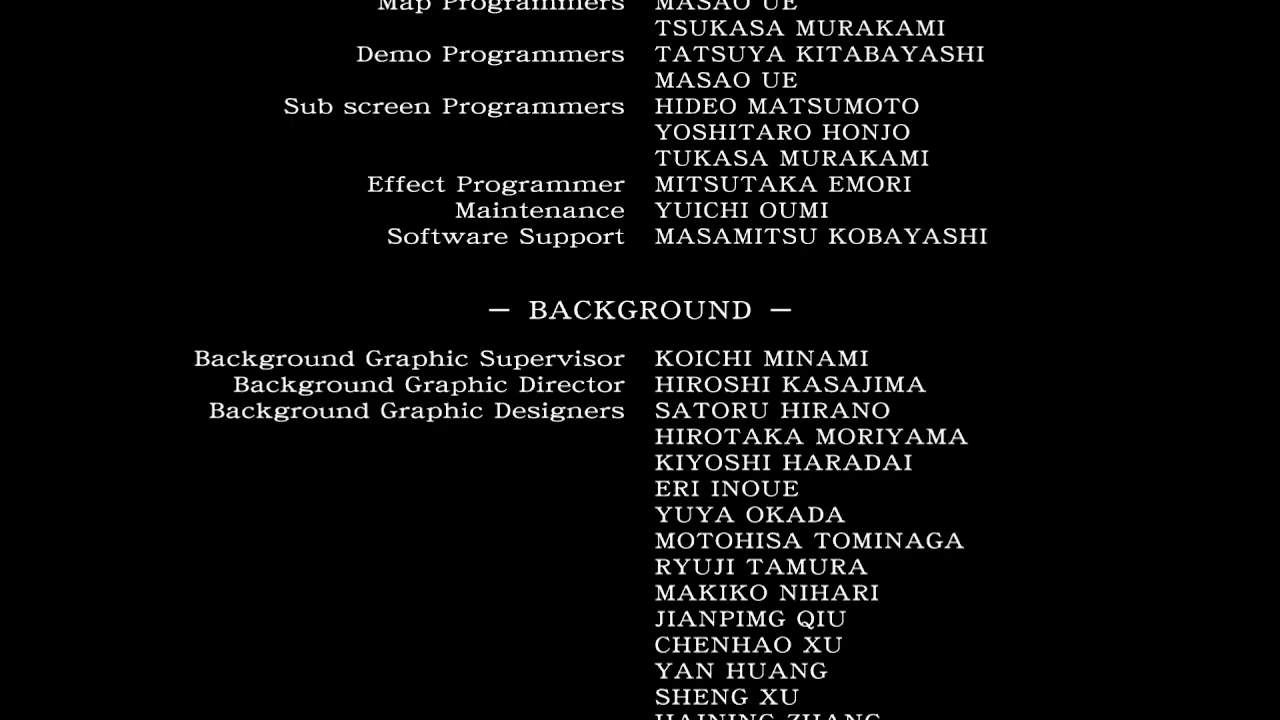 Map Programmers MASAO UE
TSUKASA MURAKAMI
Demo Programmers TATSUYA KITABAYASHI
MASAO UE
Sub screen Programmers HIDEO MATSUMOTO
YOSHITARO HONJO
TUKASA MURAKAMI
Effect Programmer MITSUTAKA EMORI
Maintenance YUICHI OUMI
Software Support MASAMITSU KOBAYASHI
— BACKGROUND —
Background Graphic Supervisor KOICHI MINAMI
Background Graphic Director HIROSHI KASAJIMA
Background Graphic Designers SATORU HIRANO
HIROTAKA MORIYAMA
KIYOSHI HARADAI
ERI INOUE
YUYA OKADA
MOTOHISA TOMINAGA
RYUJI TAMURA
MAKIKO NIHARI
JIANPIMG QIU
CHENHAO XU
YAN HUANG
SHENG XU
HAINING ZHANG